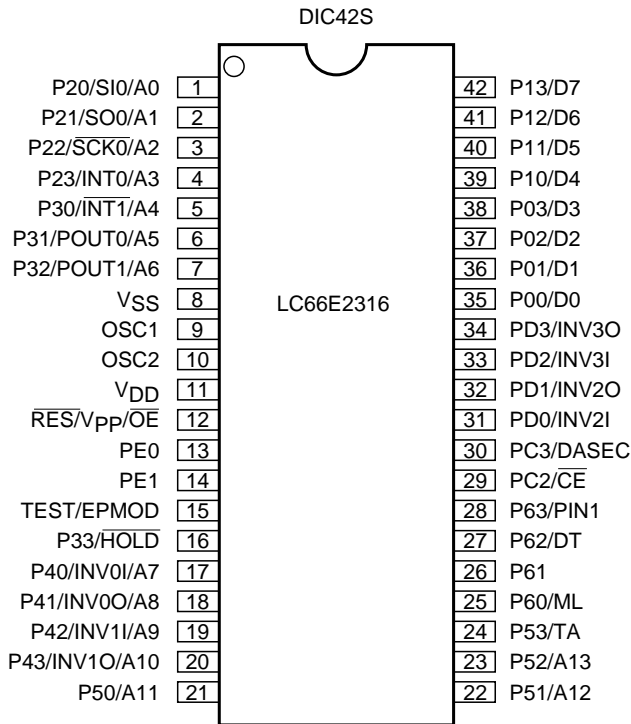 DIC42S
P20/SI0/A0 1 42 P13/D7
P21/SO0/A1 2 41 P12/D6
P22/S̅C̅K̅0̅/A2 3 40 P11/D5
P23/INT0/A3 4 39 P10/D4
P30/I̅N̅T̅1̅/A4 5 38 P03/D3
P31/POUT0/A5 6 37 P02/D2
P32/POUT1/A6 7 36 P01/D1
VSS 8 LC66E2316 35 P00/D0
OSC1 9 34 PD3/INV3O
OSC2 10 33 PD2/INV3I
VDD 11 32 PD1/INV2O
R̅E̅S̅/VPP/O̅E̅ 12 31 PD0/INV2I
PE0 13 30 PC3/DASEC
PE1 14 29 PC2/C̅E̅
TEST/EPMOD 15 28 P63/PIN1
P33/H̅O̅L̅D̅ 16 27 P62/DT
P40/INV0I/A7 17 26 P61
P41/INV0O/A8 18 25 P60/ML
P42/INV1I/A9 19 24 P53/TA
P43/INV1O/A10 20 23 P52/A13
P50/A11 21 22 P51/A12